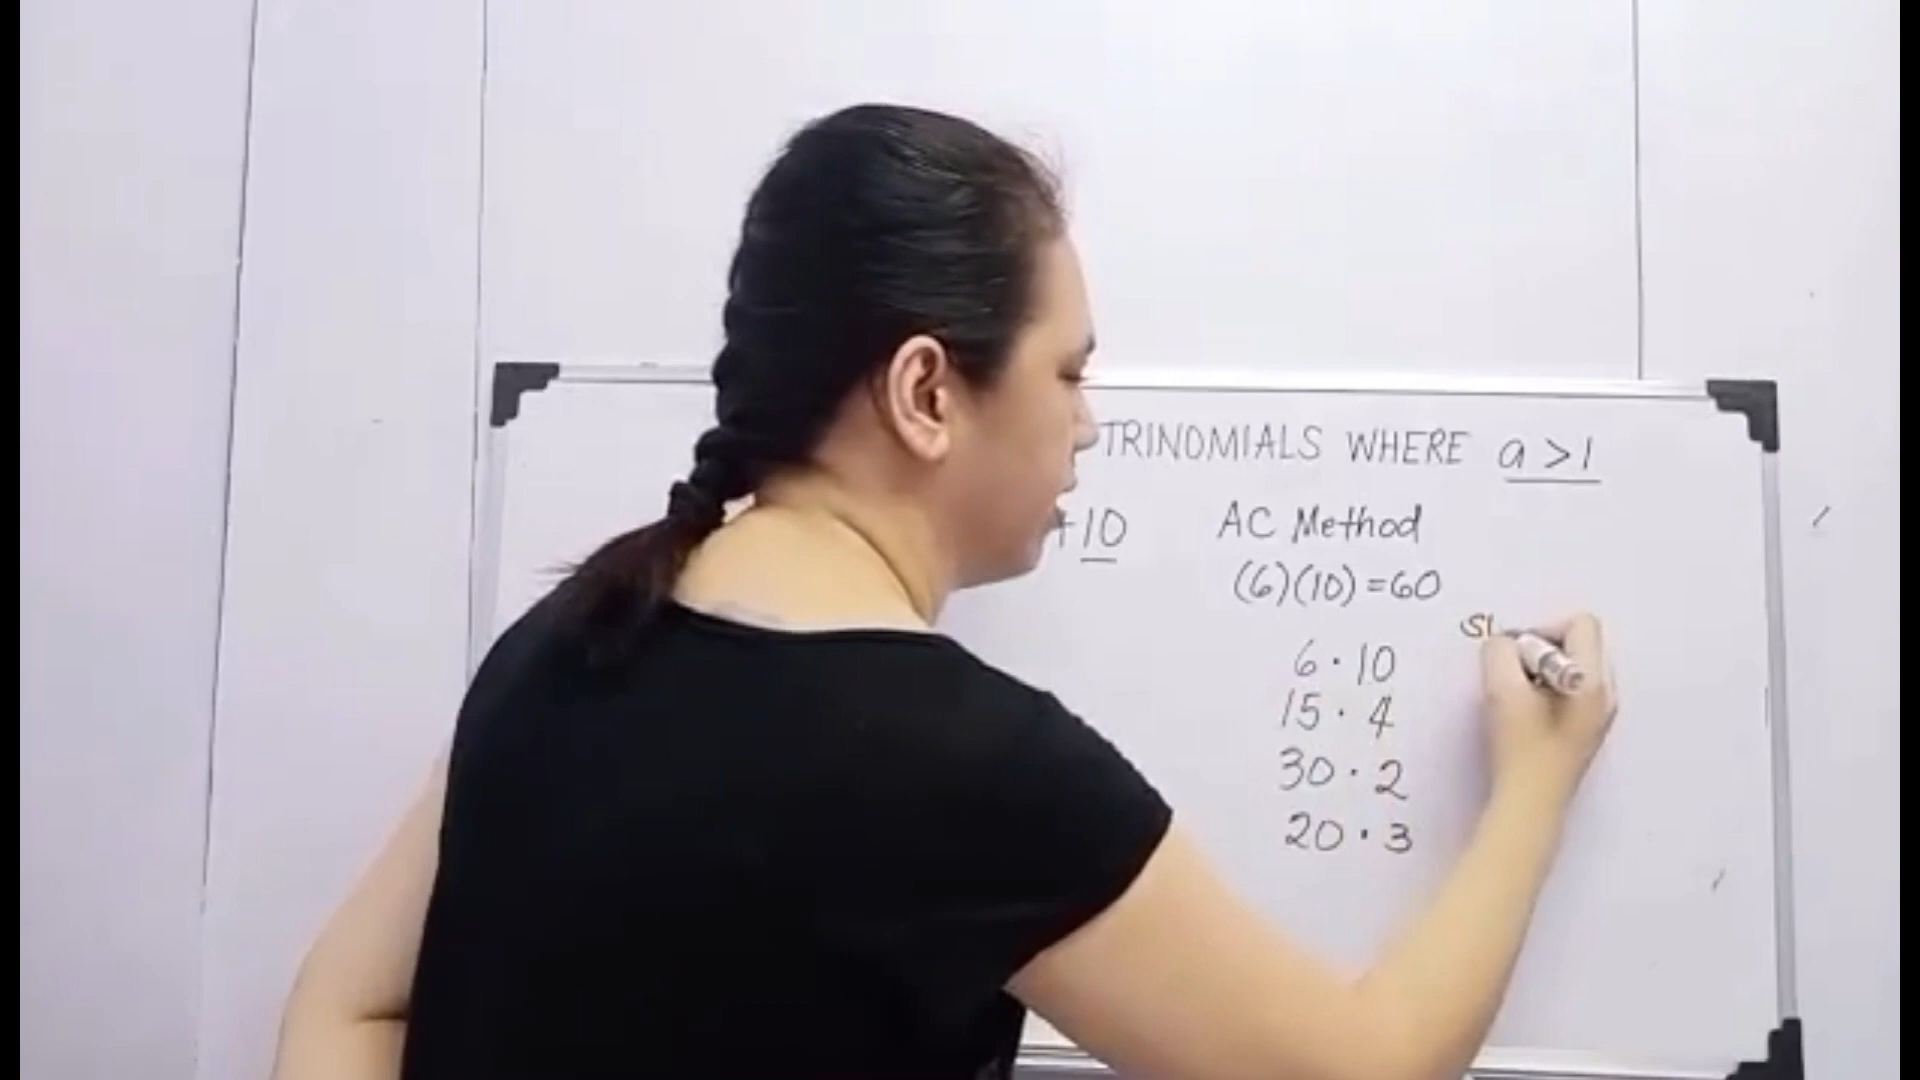 TRINOMIALS WHERE a > 1
+10
AC Method
(6)(10) = 60
6 · 10
15 · 4
30 · 2
20 · 3